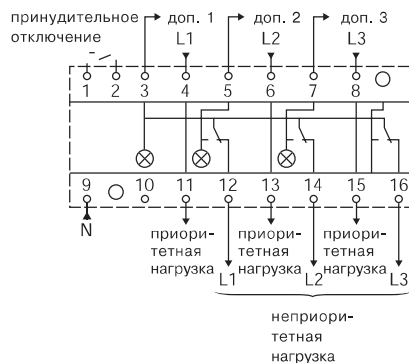 принудительное отключение
доп. 1 доп. 2 доп. 3
L1 L2 L3
1 2 3 4 5 6 7 8
9 10 11 12 13 14 15 16
N
приори- приори- приори-
тетная тетная тетная
нагрузка нагрузка нагрузка
L1 L2 L3
неприори-
тетная
нагрузка